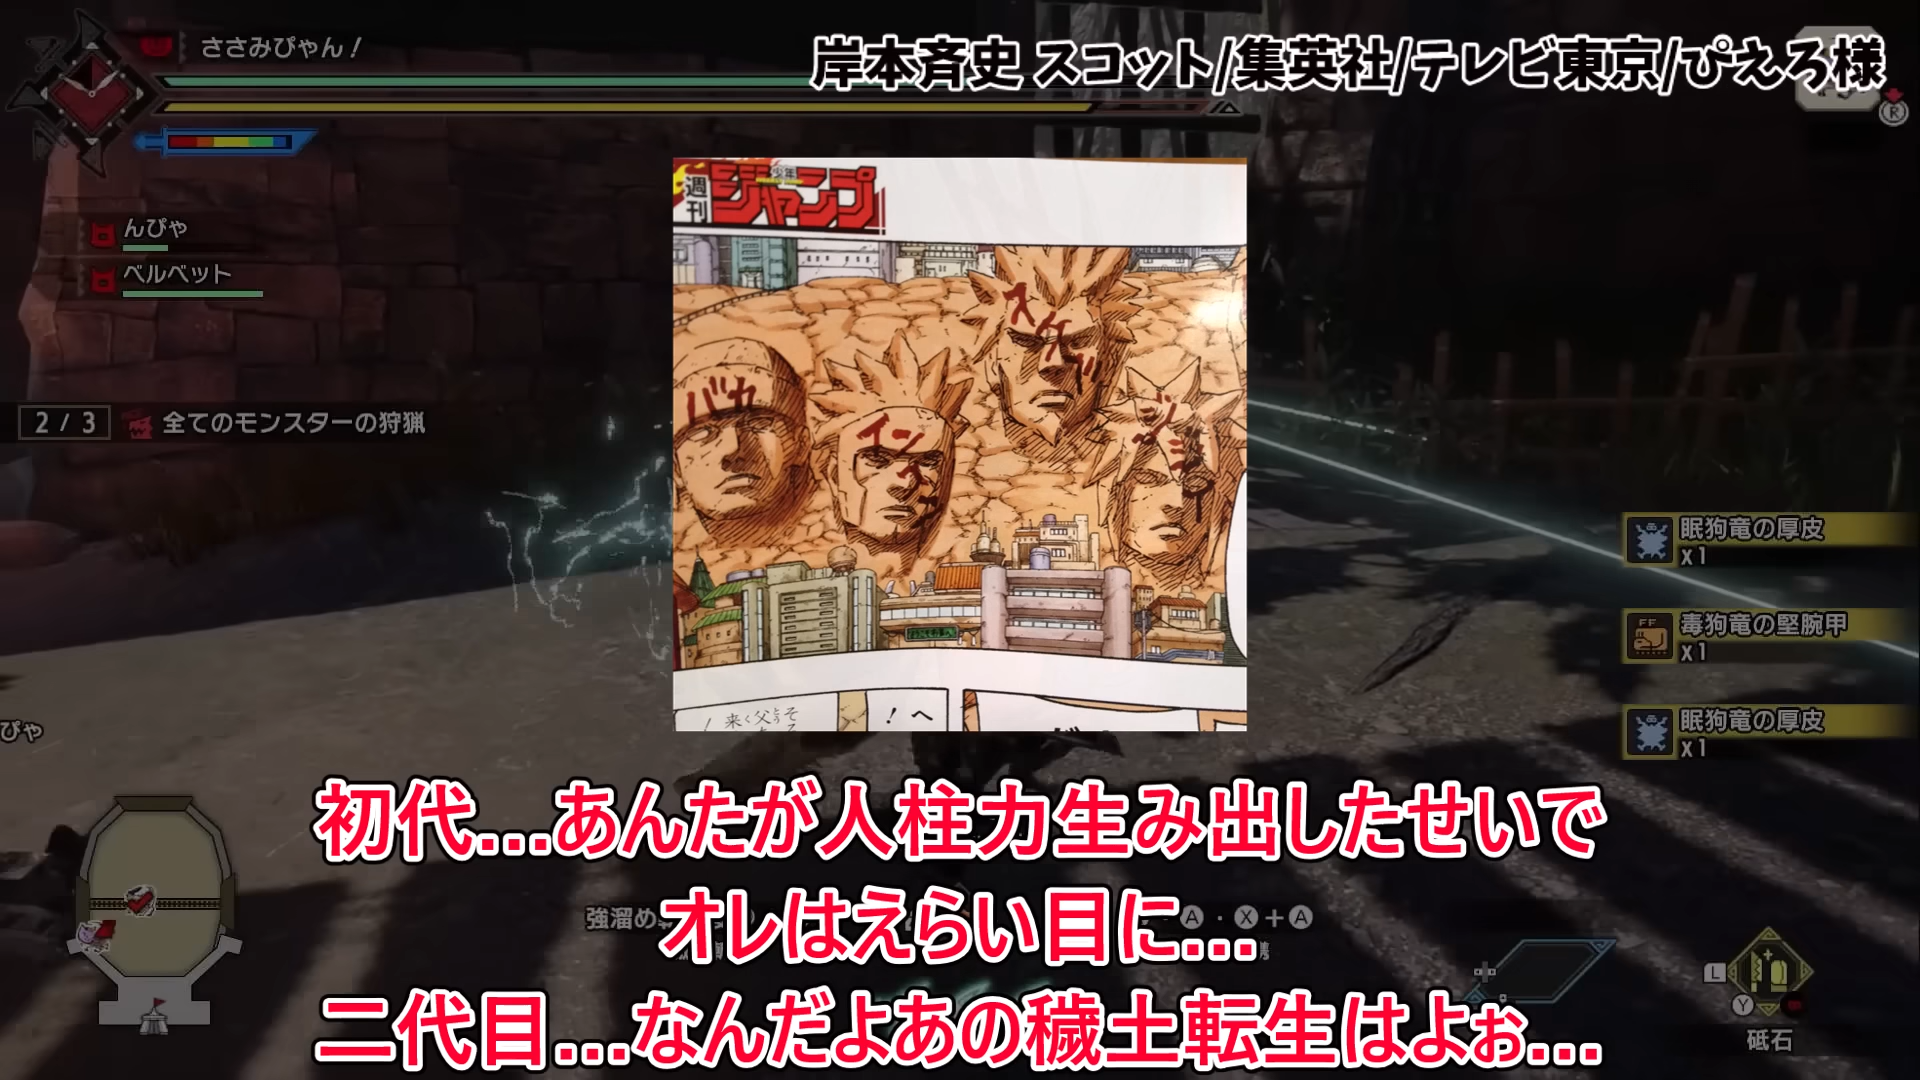 ささみぴゃん！
岸本斉史 スコット/集英社/テレビ東京/ぴえろ様
R
んぴゃ
ベルベット
2 / 3 全てのモンスターの狩猟
週刊少年ジャンプ
バカ
インケ
スケベ
眠狗竜の厚皮
x1
FF
毒狗竜の堅腕甲
x1
眠狗竜の厚皮
x1
ぴゃ
！へ
初代…あんたが人柱力生み出したせいで
オレはえらい目に…
強溜め
A・X＋A
二代目…なんだよあの穢土転生はよぉ…
L
Y
砥石